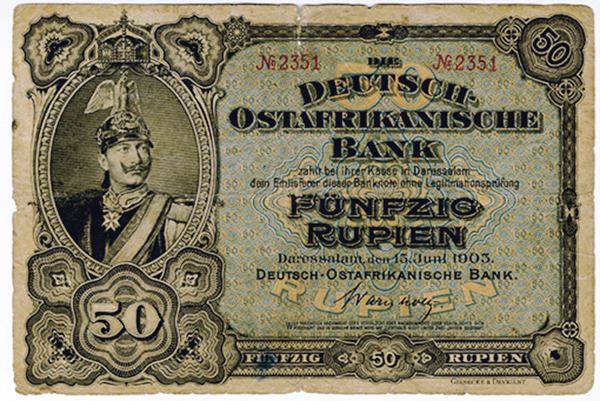 50
№2351 №2351
DIE
DEUTSCH-
OSTAFRIKANISCHE
BANK
zahlt bei ihrer Kasse in Daressalam
dem Einlieferer dieser Banknote ohne Legitimationsprüfung
FÜNFZIG
RUPIEN
Daressalam, den 15. Juni 1905.
DEUTSCH-OSTAFRIKANISCHE BANK.
RUPIEN
50
FÜNFZIG 50 RUPIEN
GIESECKE & DEVRIENT